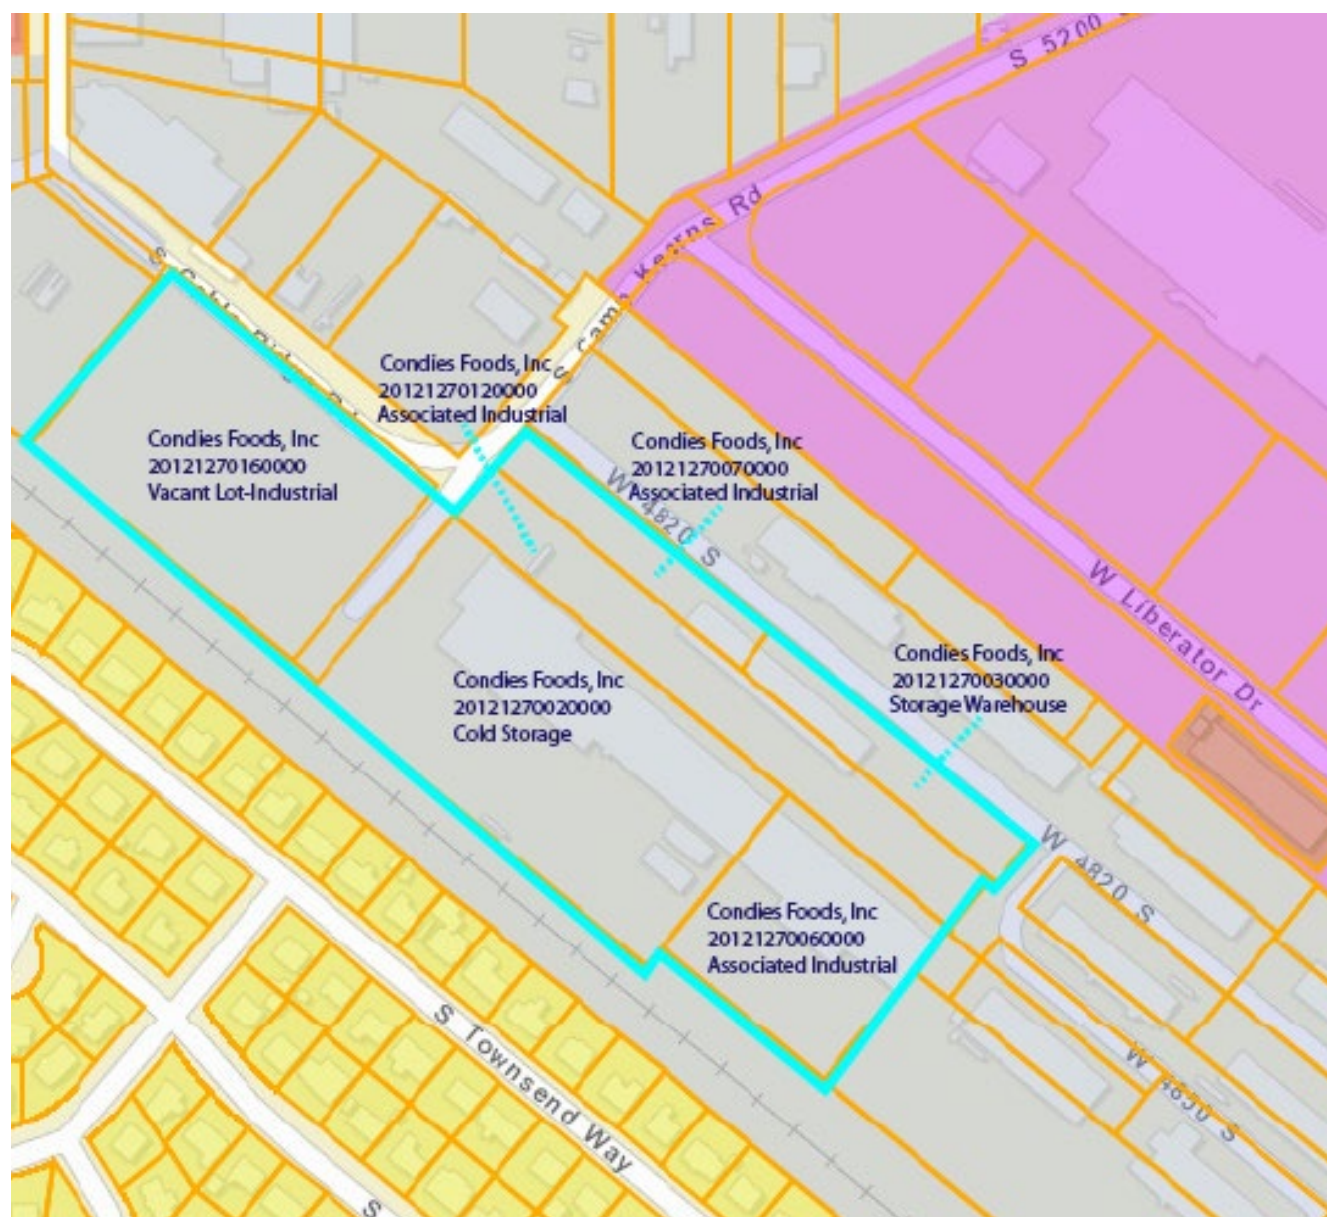 S 5200
S Camp Kerns Rd
Condies Foods, Inc
20121270120000
Associated Industrial
Condies Foods, Inc
20121270160000
Vacant Lot-Industrial
Condies Foods, Inc
20121270070000
Associated Industrial
W 4820 S
W Liberator Dr
Condies Foods, Inc
20121270030000
Storage Warehouse
Condies Foods, Inc
20121270020000
Cold Storage
W 4820 S
Condies Foods, Inc
20121270060000
Associated Industrial
S Townsend Way
W 4850 S
S